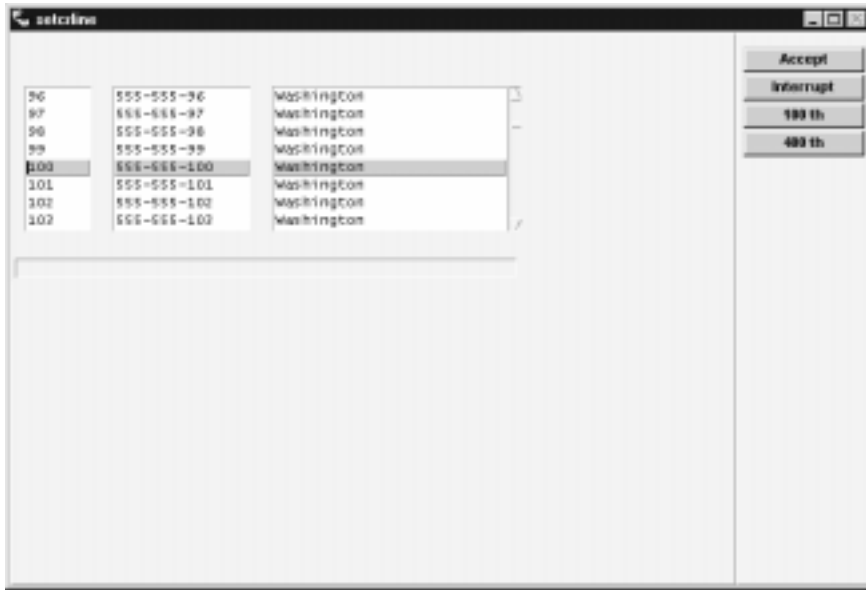 setcrline
Accept
Interrupt
100 th
400 th
96 555-555-96 Washington
97 555-555-97 Washington
98 555-555-98 Washington
99 555-555-99 Washington
100 555-555-100 Washington
101 555-555-101 Washington
102 555-555-102 Washington
103 555-555-103 Washington